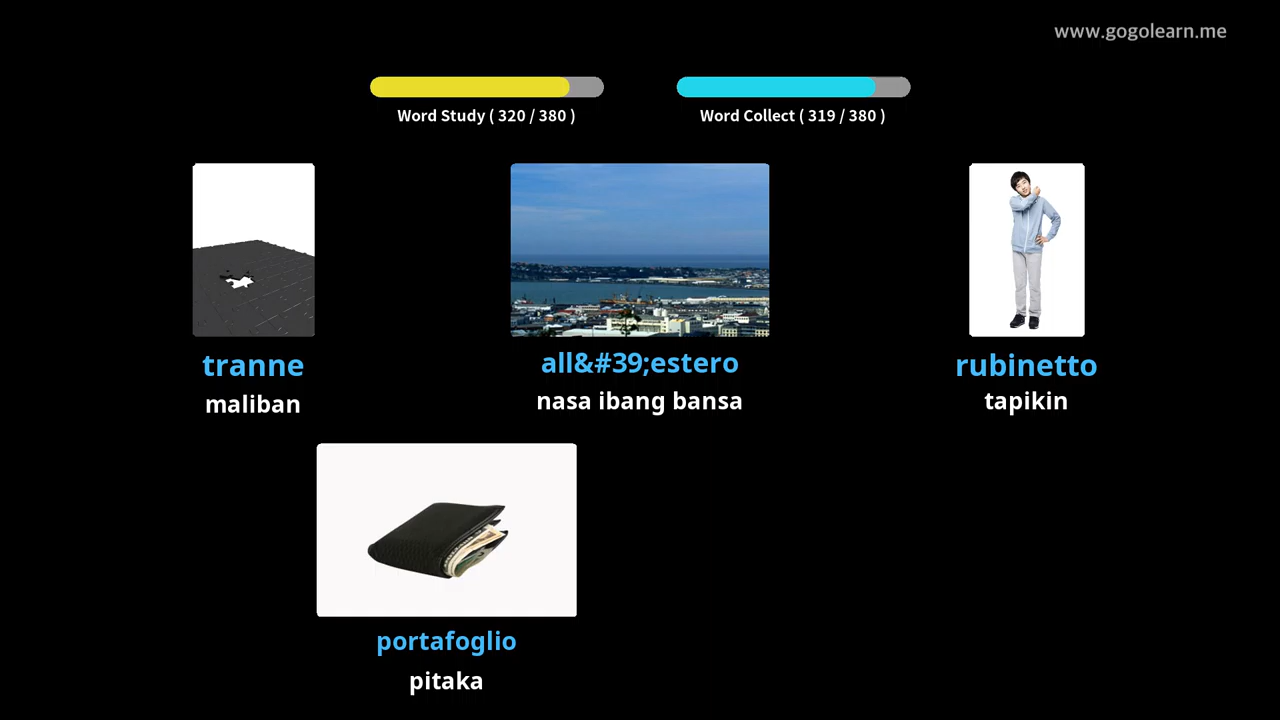 www.gogolearn.me
Word Study ( 320 / 380 )
Word Collect ( 319 / 380 )
tranne
maliban
all&#39;estero
nasa ibang bansa
rubinetto
tapikin
portafoglio
pitaka